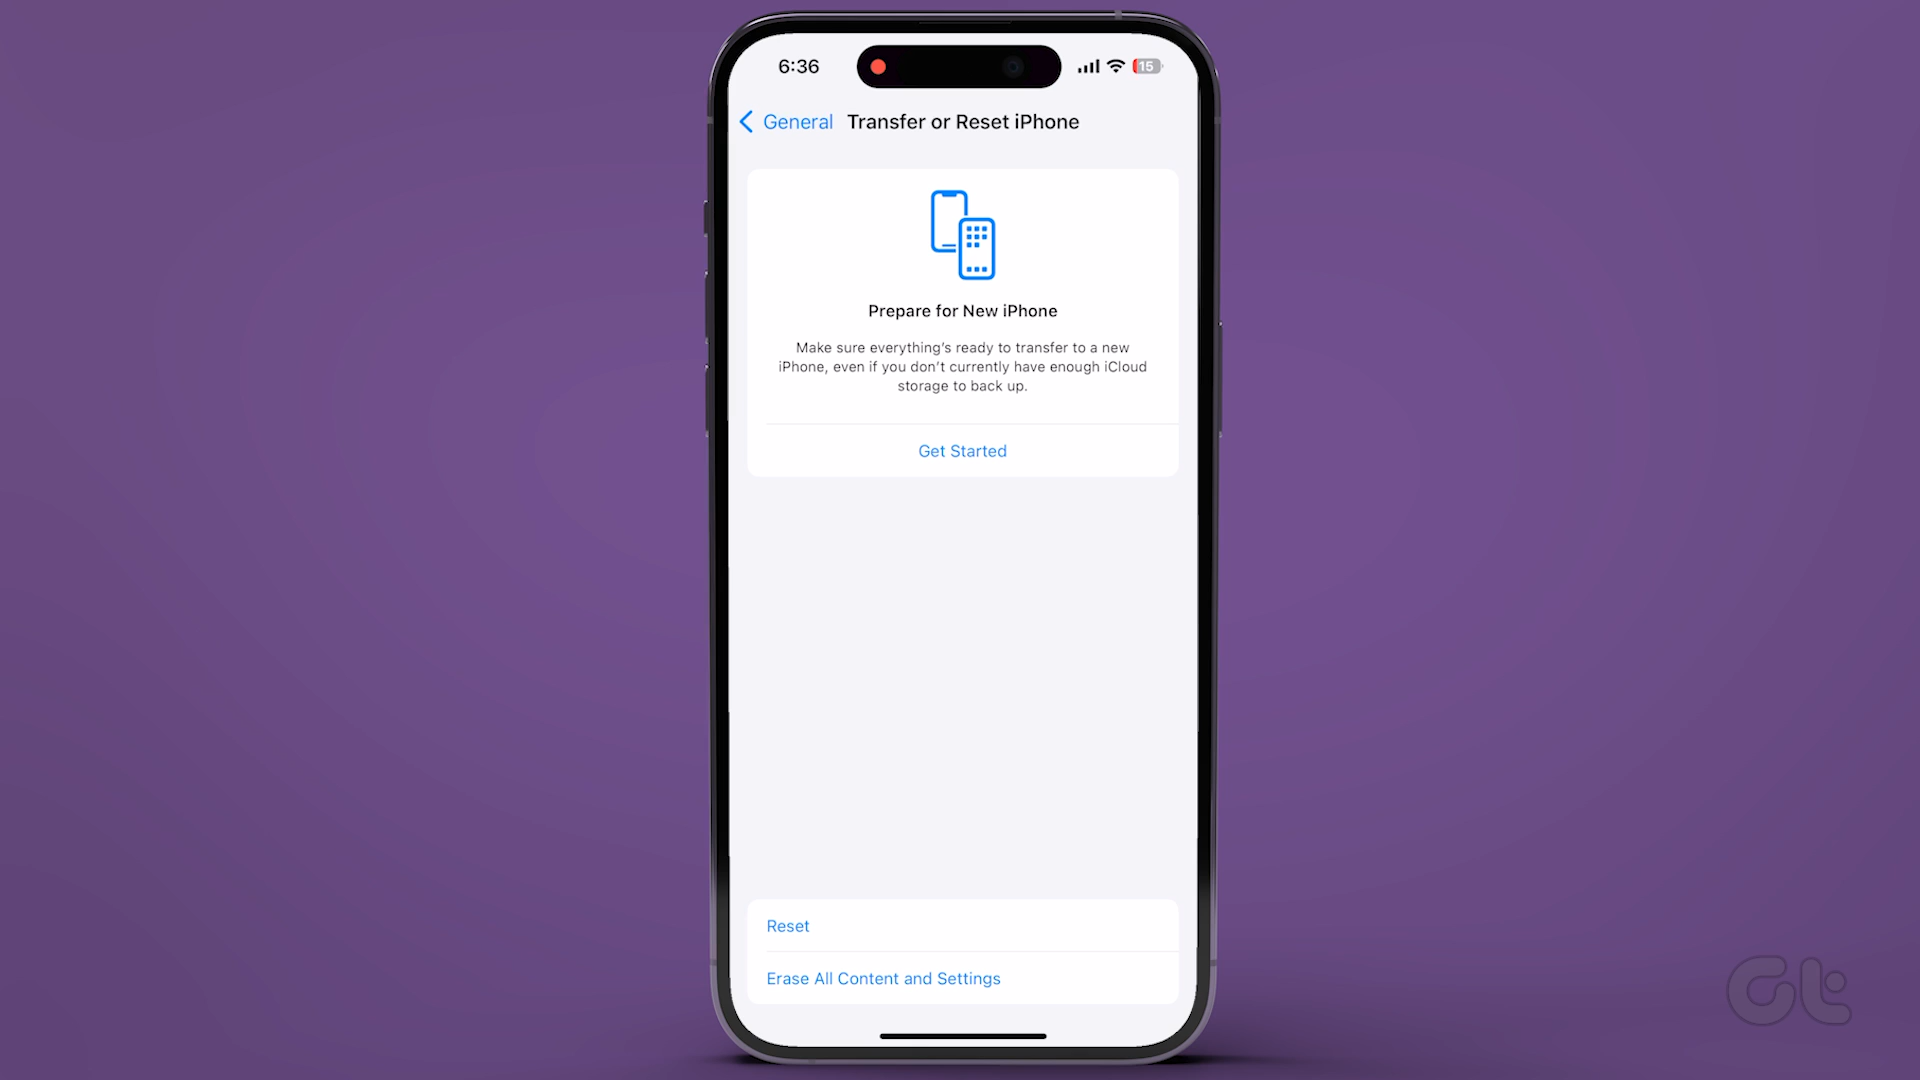 6:36
15
General Transfer or Reset iPhone
Prepare for New iPhone
Make sure everything's ready to transfer to a new
iPhone, even if you don't currently have enough iCloud
storage to back up.
Get Started
Reset
Erase All Content and Settings
Gt